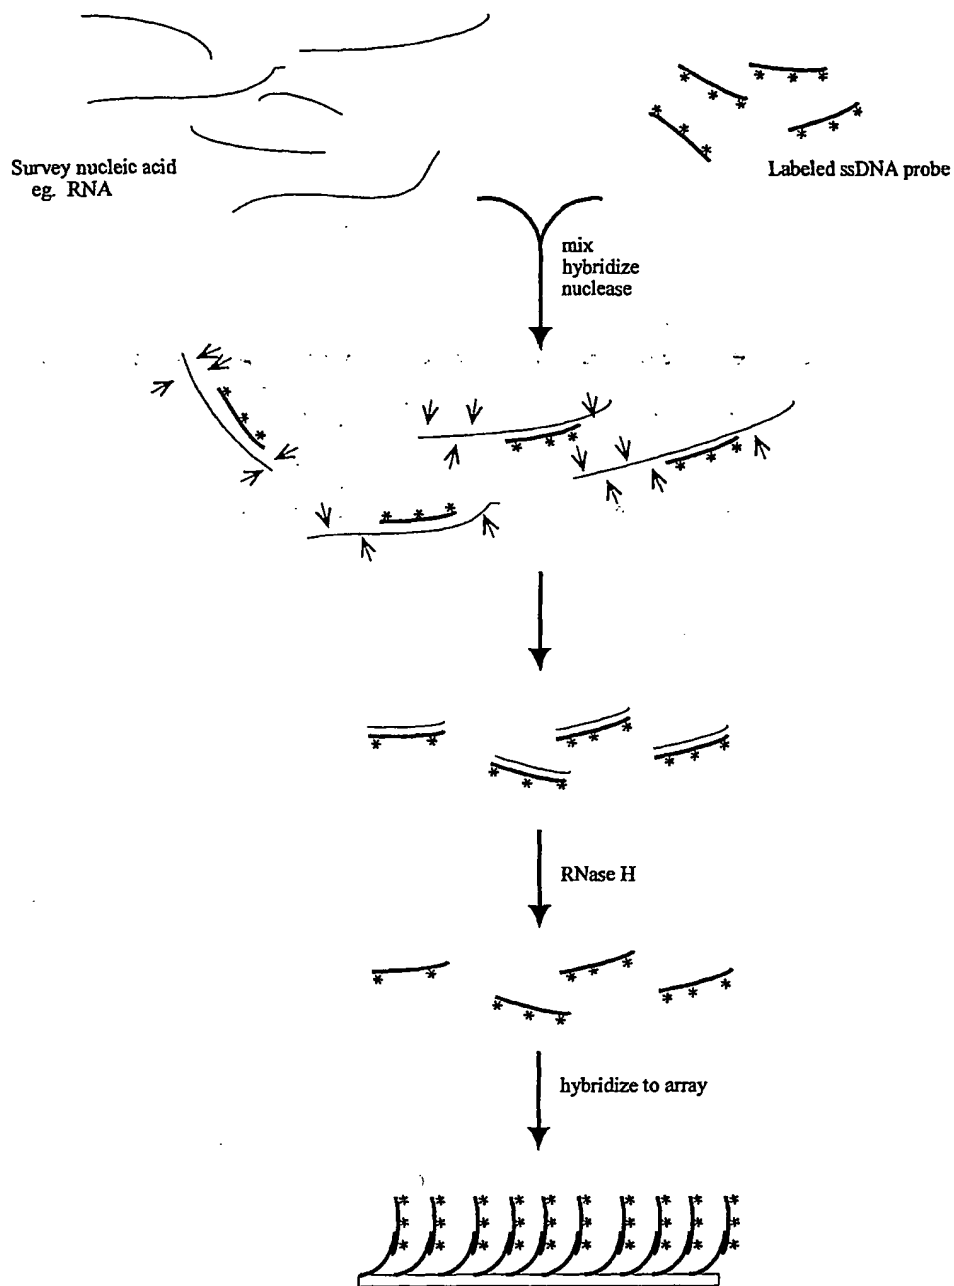 Survey nucleic acid
eg. RNA
Labeled ssDNA probe
mix
hybridize
nuclease
RNase H
hybridize to array